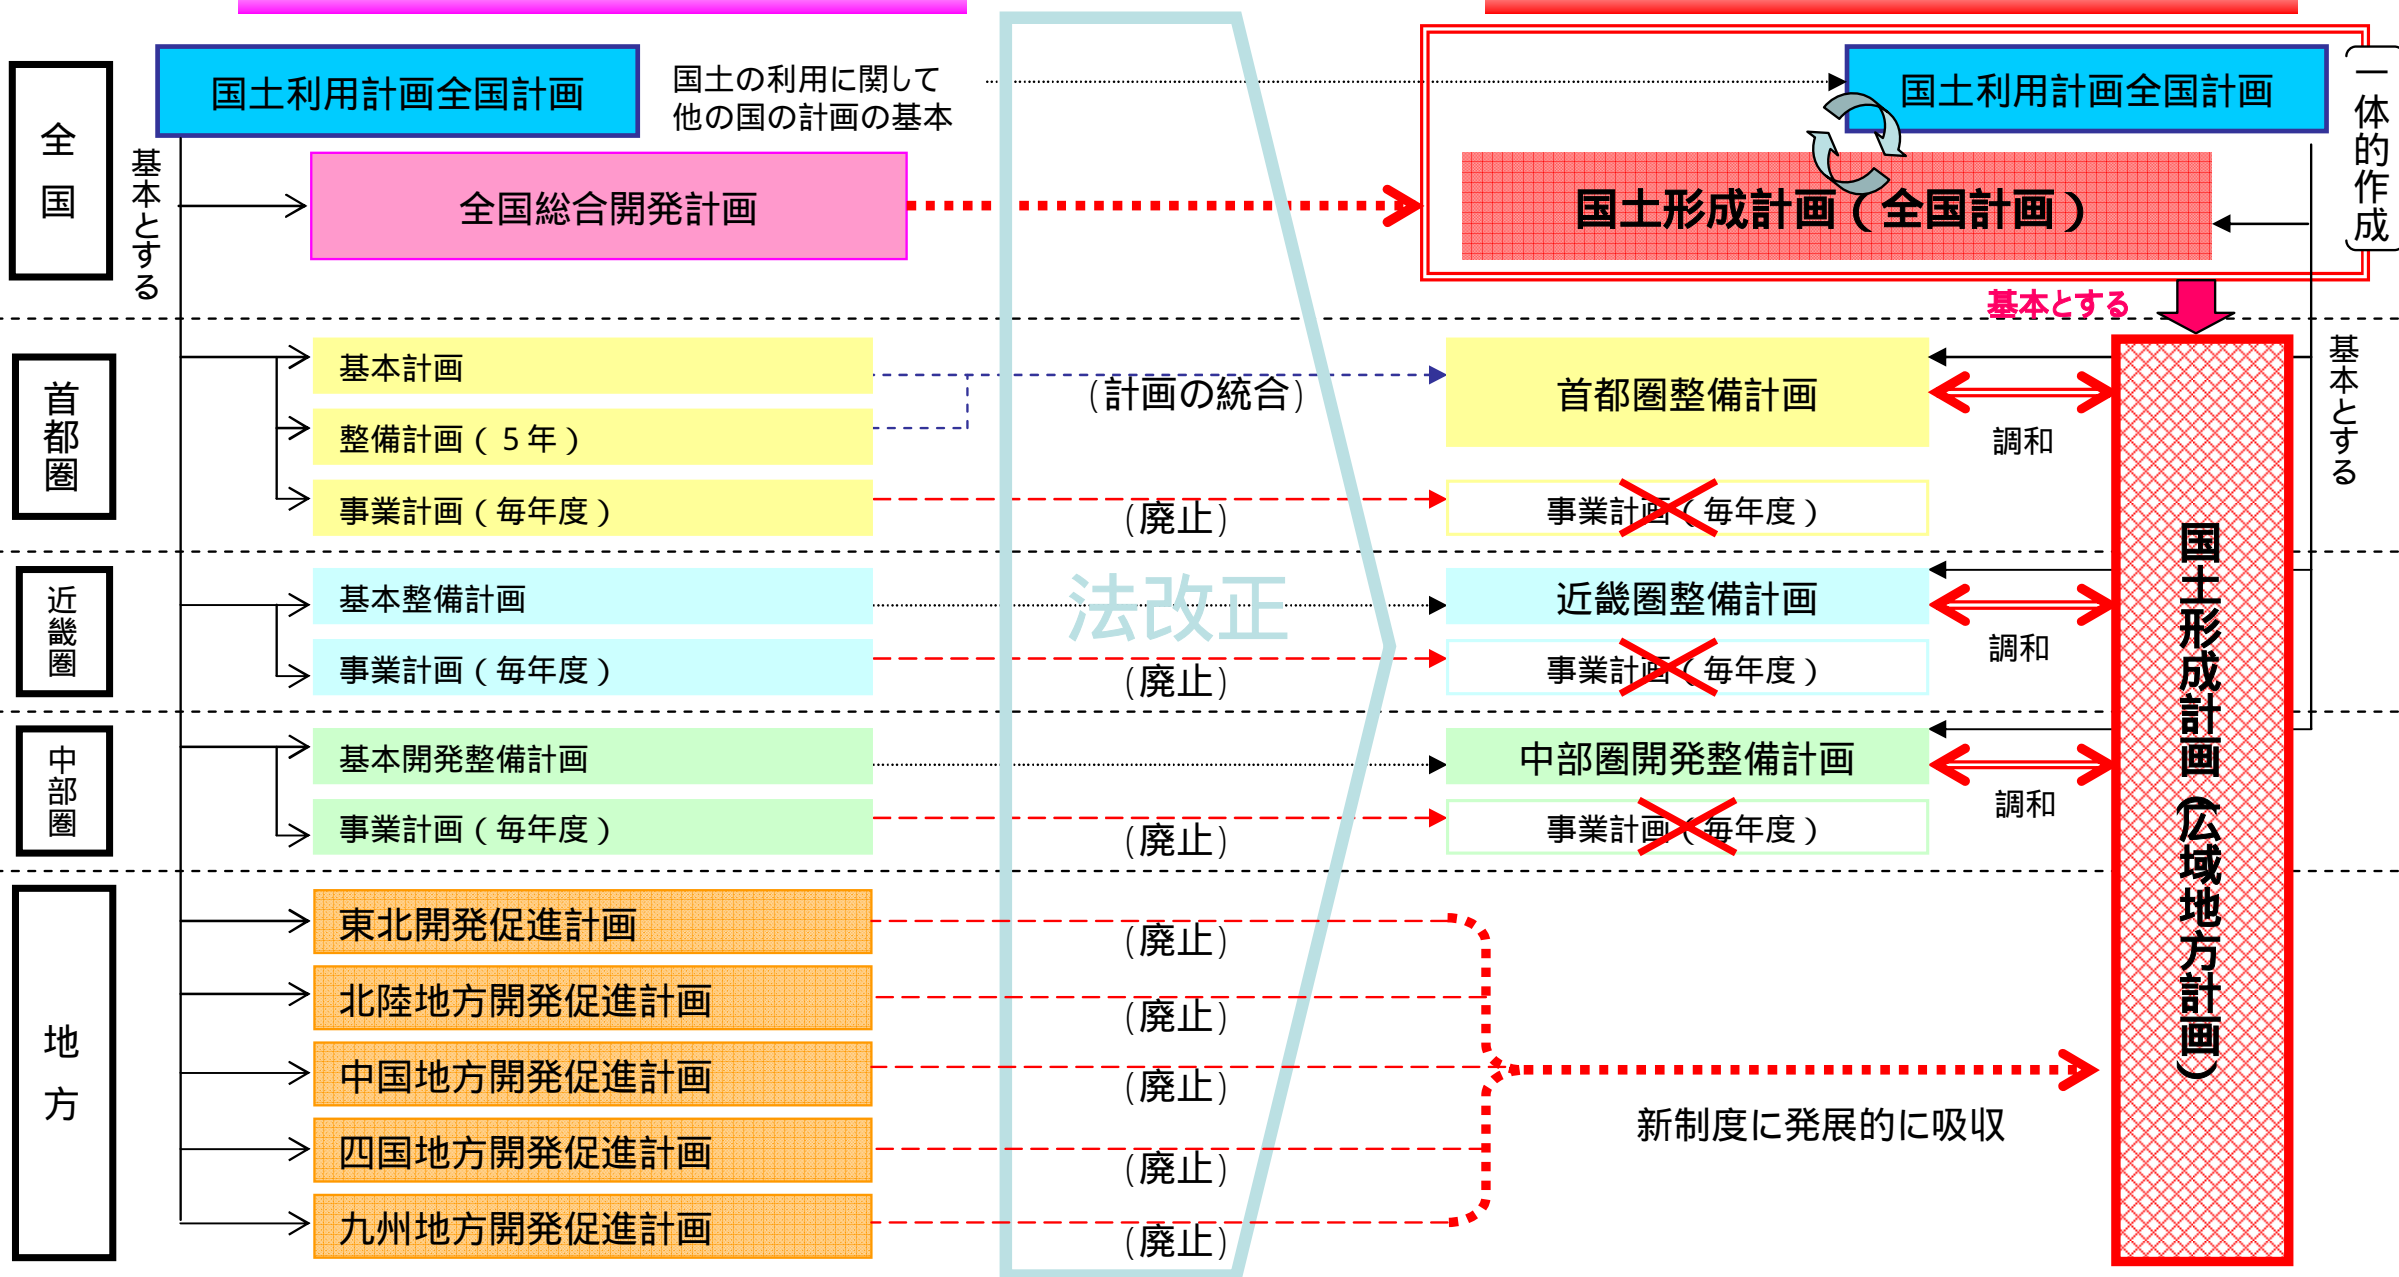 全国
国土利用計画全国計画
国土の利用に関して
他の国の計画の基本
国土利用計画全国計画
一体的作成
基本とする
全国総合開発計画
国土形成計画（全国計画）
基本とする
首都圏
基本計画
整備計画（５年）
事業計画（毎年度）
（計画の統合）
（廃止）
首都圏整備計画
事業計画（毎年度）
調和
基本とする
近畿圏
基本整備計画
事業計画（毎年度）
法改正
（廃止）
近畿圏整備計画
事業計画（毎年度）
調和
中部圏
基本開発整備計画
事業計画（毎年度）
（廃止）
中部圏開発整備計画
事業計画（毎年度）
調和
国土形成計画（広域地方計画）
地方
東北開発促進計画
（廃止）
北陸地方開発促進計画
（廃止）
中国地方開発促進計画
（廃止）
四国地方開発促進計画
（廃止）
九州地方開発促進計画
（廃止）
新制度に発展的に吸収